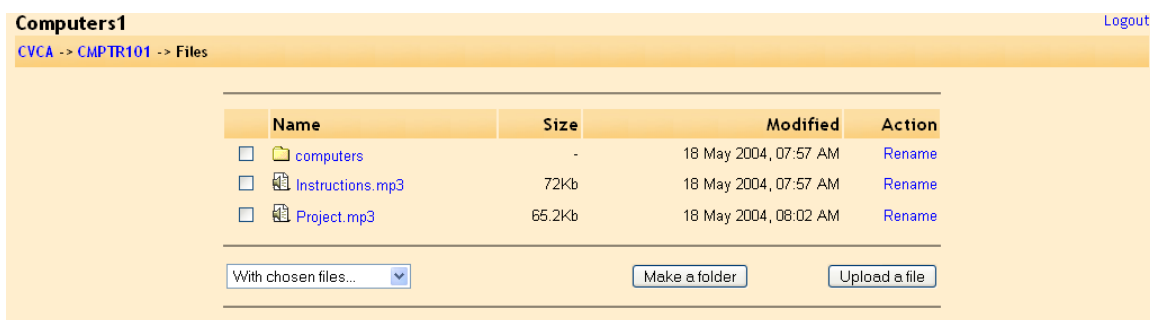 Computers1 Logout
CVCA -> CMPTR101 -> Files
Name Size Modified Action
computers - 18 May 2004, 07:57 AM Rename
Instructions.mp3 72Kb 18 May 2004, 07:57 AM Rename
Project.mp3 65.2Kb 18 May 2004, 08:02 AM Rename
With chosen files... Make a folder Upload a file